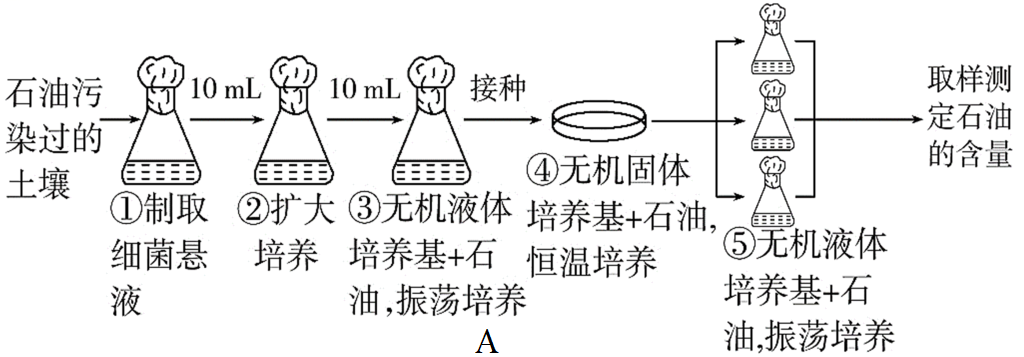 石油污
染过的
土壤
10 mL
10 mL
接种
①制取
细菌悬
液
②扩大
培养
③无机液体
培养基+石
油,振荡培养
④无机固体
培养基+石油,
恒温培养
⑤无机液体
培养基+石
油,振荡培养
取样测
定石油
的含量
A